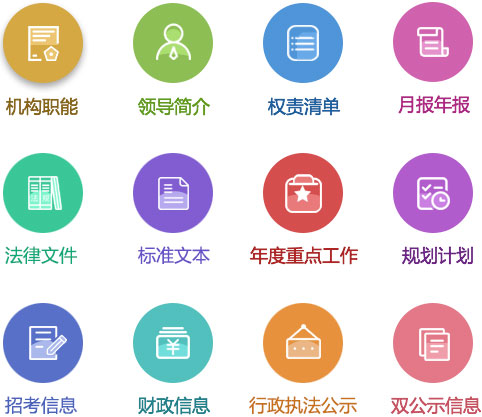 机构职能 领导简介 权责清单 月报年报
法律文件 标准文本 年度重点工作 规划计划
¥
招考信息 财政信息 行政执法公示 双公示信息